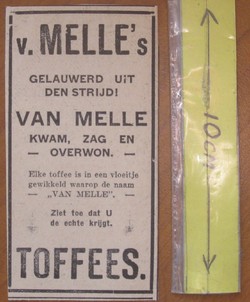 v. MELLE's
GELAUWERD UIT
DEN STRIJD!
VAN MELLE
KWAM, ZAG EN
— OVERWON. —
Elke toffee is in een vloeitje
gewikkeld waarop de naam
— „VAN MELLE”. —
Ziet toe dat U
de echte krijgt.
TOFFEES.
10cm